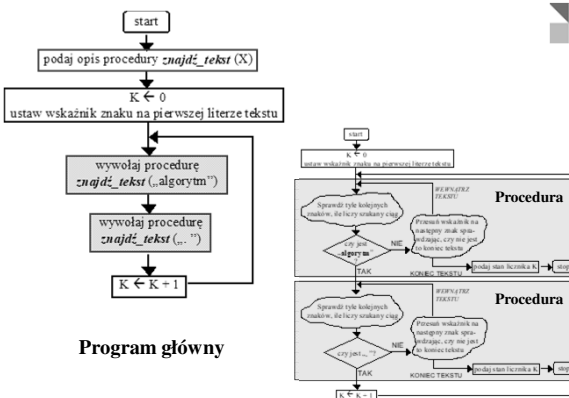 start
podaj opis procedury znajdź_tekst (X)
K ← 0
ustaw wskaźnik znaku na pierwszej literze tekstu
wywołaj procedurę
znajdź_tekst („algorytm”)
wywołaj procedurę
znajdź_tekst („. ”)
K ← K + 1
Program główny
start
K ← 0
ustaw wskaźnik znaku na pierwszej literze tekstu
WEWNĄTRZ
TEKSTU
Procedura
Sprawdź tyle kolejnych
znaków, ile liczy szukany ciąg
Przesuń wskaźnik na
następny znak spra-
wdzając, czy nie jest
to koniec tekstu
czy jest
„algorytm”
?
NIE
TAK
KONIEC TEKSTU
podaj stan licznika K
stop
WEWNĄTRZ
TEKSTU
Procedura
Sprawdź tyle kolejnych
znaków, ile liczy szukany ciąg
Przesuń wskaźnik na
następny znak spra-
wdzając, czy nie jest
to koniec tekstu
czy jest „. ”?
NIE
TAK
KONIEC TEKSTU
podaj stan licznika K
stop
K ← K + 1